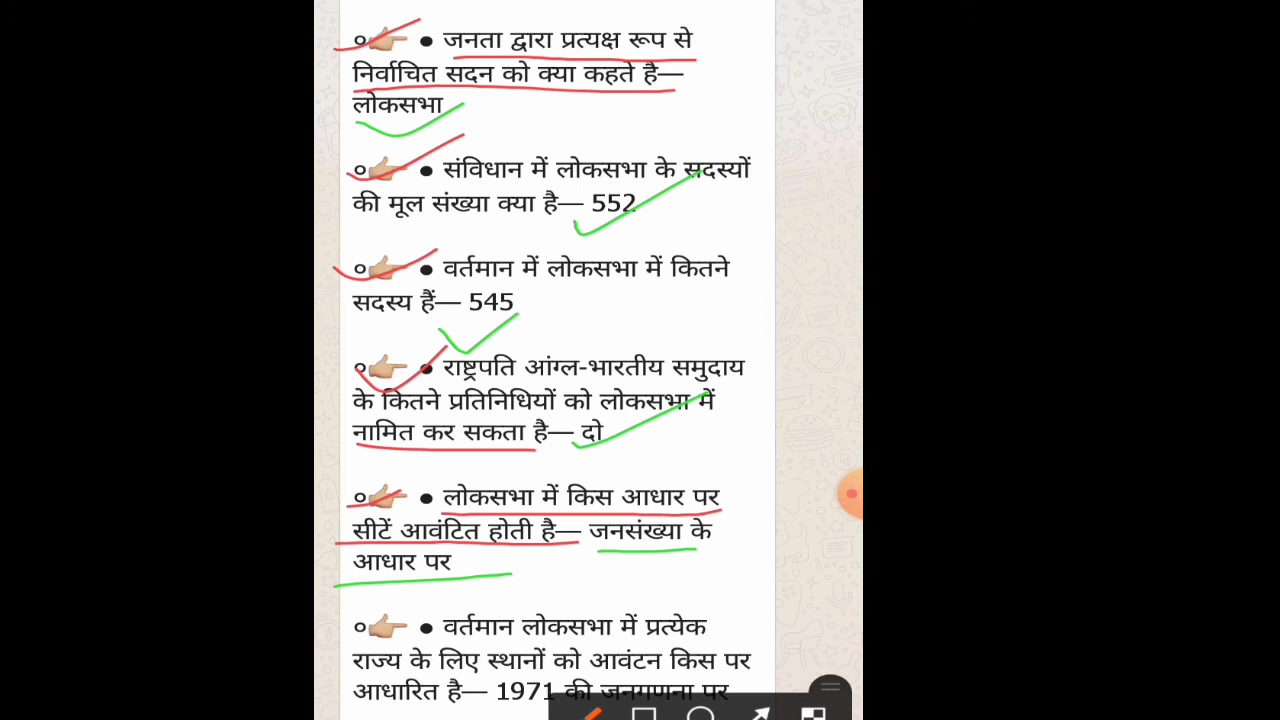 ● जनता द्वारा प्रत्यक्ष रूप से
निर्वाचित सदन को क्या कहते है—
लोकसभा
● संविधान में लोकसभा के सदस्यों
की मूल संख्या क्या है— 552
● वर्तमान में लोकसभा में कितने
सदस्य हैं— 545
● राष्ट्रपति आंग्ल-भारतीय समुदाय
के कितने प्रतिनिधियों को लोकसभा में
नामित कर सकता है— दो
● लोकसभा में किस आधार पर
सीटें आवंटित होती है— जनसंख्या के
आधार पर
● वर्तमान लोकसभा में प्रत्येक
राज्य के लिए स्थानों को आवंटन किस पर
आधारित है— 1971 की जनगणना पर